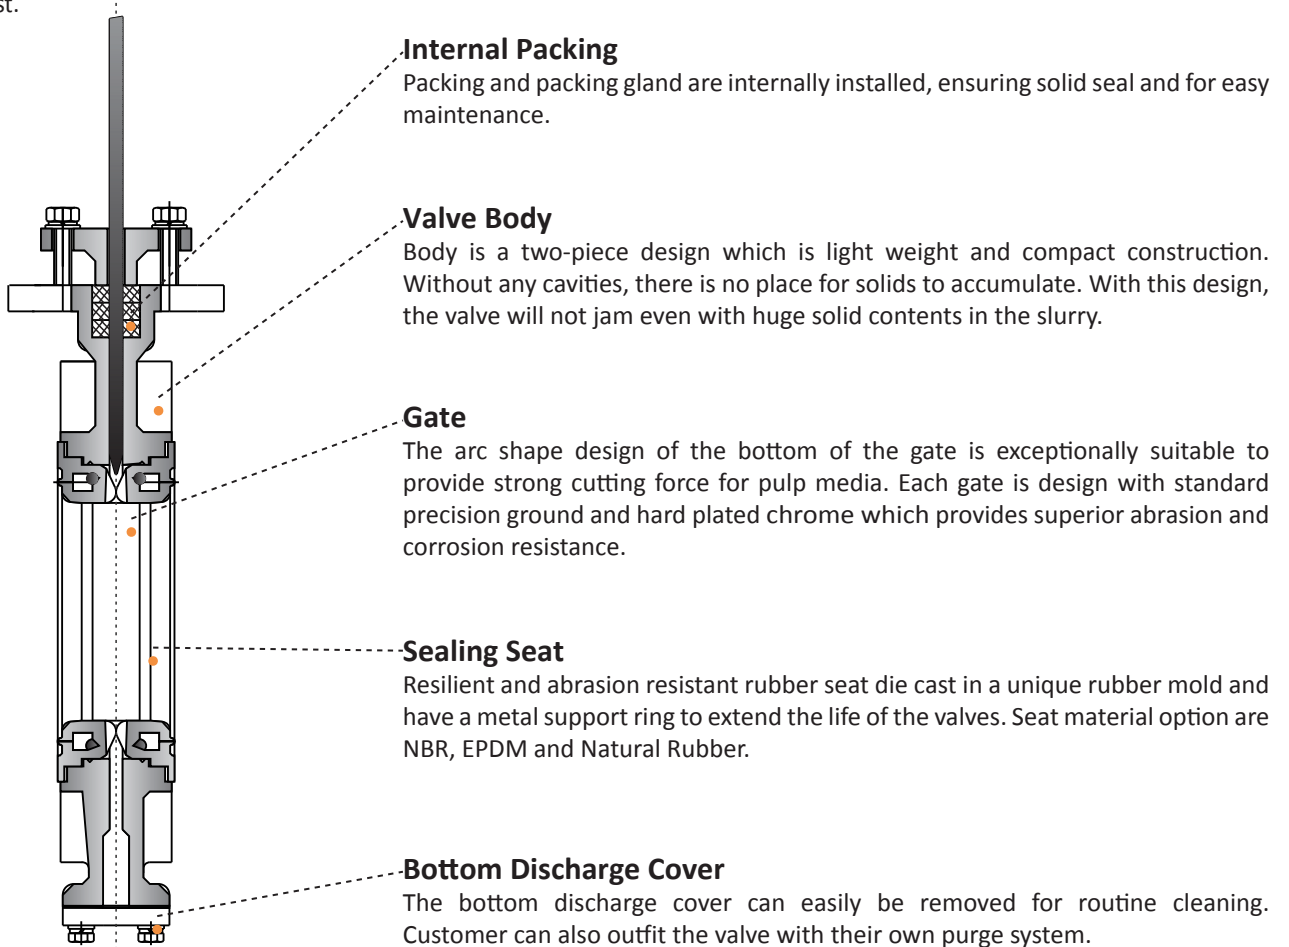 st.
Internal Packing
Packing and packing gland are internally installed, ensuring solid seal and for easy
maintenance.
Valve Body
Body is a two-piece design which is light weight and compact construction.
Without any cavities, there is no place for solids to accumulate. With this design,
the valve will not jam even with huge solid contents in the slurry.
Gate
The arc shape design of the bottom of the gate is exceptionally suitable to
provide strong cutting force for pulp media. Each gate is design with standard
precision ground and hard plated chrome which provides superior abrasion and
corrosion resistance.
Sealing Seat
Resilient and abrasion resistant rubber seat die cast in a unique rubber mold and
have a metal support ring to extend the life of the valves. Seat material option are
NBR, EPDM and Natural Rubber.
Bottom Discharge Cover
The bottom discharge cover can easily be removed for routine cleaning.
Customer can also outfit the valve with their own purge system.